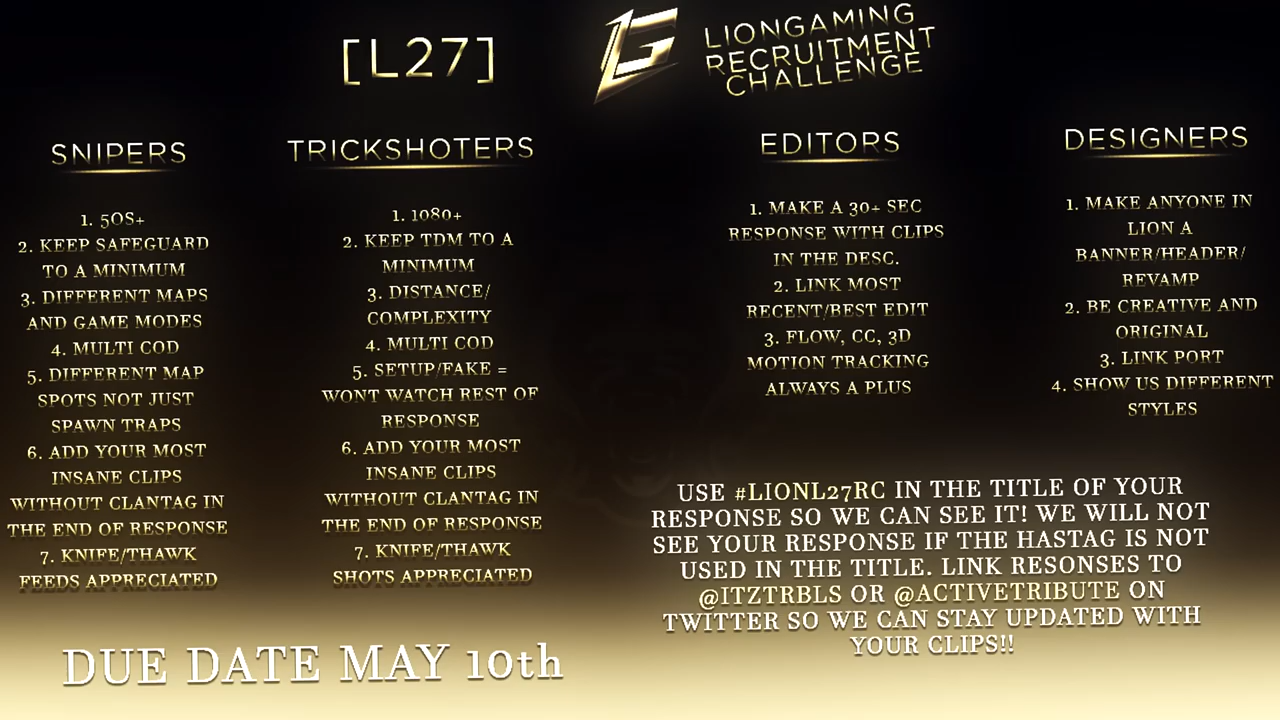 [L27]
LG
LIONGAMING
RECRUITMENT
CHALLENGE
SNIPERS
1. 5OS+
2. KEEP SAFEGUARD
TO A MINIMUM
3. DIFFERENT MAPS
AND GAME MODES
4. MULTI COD
5. DIFFERENT MAP
SPOTS NOT JUST
SPAWN TRAPS
6. ADD YOUR MOST
INSANE CLIPS
WITHOUT CLANTAG IN
THE END OF RESPONSE
7. KNIFE/THAWK
FEEDS APPRECIATED
TRICKSHOTERS
1. 1080+
2. KEEP TDM TO A
MINIMUM
3. DISTANCE/
COMPLEXITY
4. MULTI COD
5. SETUP/FAKE =
WONT WATCH REST OF
RESPONSE
6. ADD YOUR MOST
INSANE CLIPS
WITHOUT CLANTAG IN
THE END OF RESPONSE
7. KNIFE/THAWK
SHOTS APPRECIATED
EDITORS
1. MAKE A 30+ SEC
RESPONSE WITH CLIPS
IN THE DESC.
2. LINK MOST
RECENT/BEST EDIT
3. FLOW, CC, 3D
MOTION TRACKING
ALWAYS A PLUS
DESIGNERS
1. MAKE ANYONE IN
LION A
BANNER/HEADER/
REVAMP
2. BE CREATIVE AND
ORIGINAL
3. LINK PORT
4. SHOW US DIFFERENT
STYLES
USE #LIONL27RC IN THE TITLE OF YOUR
RESPONSE SO WE CAN SEE IT! WE WILL NOT
SEE YOUR RESPONSE IF THE HASTAG IS NOT
USED IN THE TITLE. LINK RESONSES TO
@ITZTRBLS OR @ACTIVETRIBUTE ON
TWITTER SO WE CAN STAY UPDATED WITH
YOUR CLIPS!!
DUE DATE MAY 10th